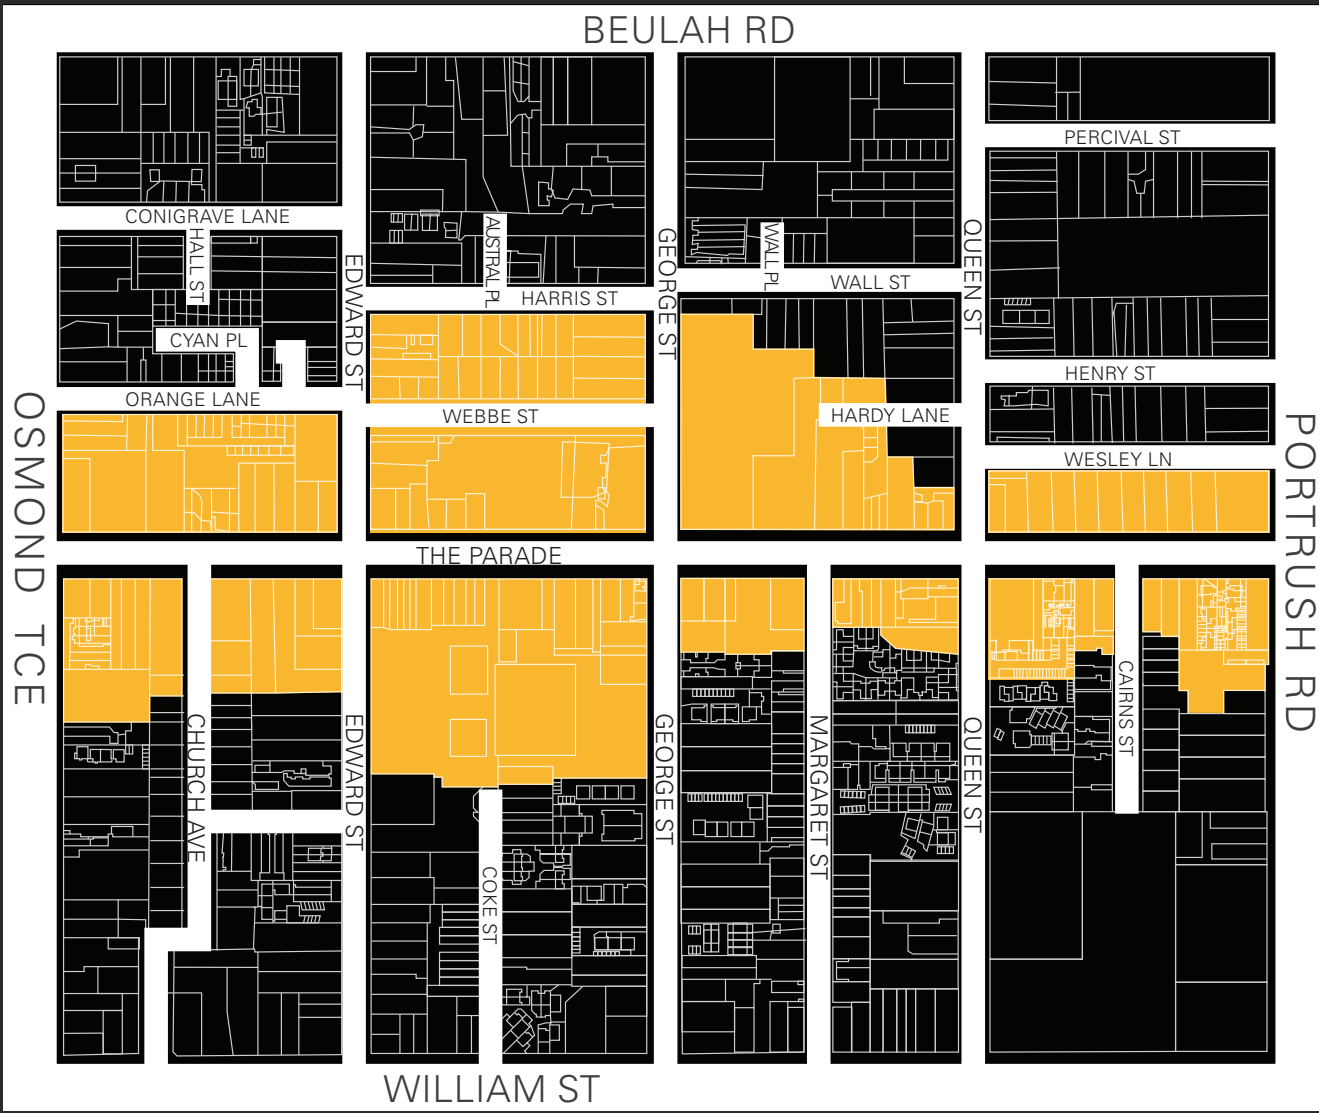 BEULAH RD
PERCIVAL ST
CONIGRAVE LANE
HALL ST
AUSTRAL PL
WALL PL
EDWARD ST
GEORGE ST
QUEEN ST
WALL ST
HARRIS ST
CYAN PL
HENRY ST
ORANGE LANE
WEBBE ST
HARDY LANE
WESLEY LN
OSMOND TCE
PORTRUSH RD
THE PARADE
CHURCH AVE
EDWARD ST
GEORGE ST
MARGARET ST
QUEEN ST
CAIRNS ST
COKE ST
WILLIAM ST